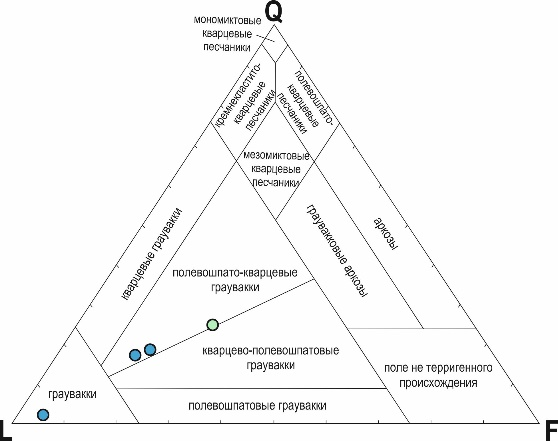 Q
мономиктовые
кварцевые
песчаники
кремнекластито-
кварцевые
песчаники
полевошпато-
кварцевые
песчаники
мезомиктовые
кварцевые
песчаники
кварцевые граувакки
граувакковые аркозы
аркозы
полевошпато-кварцевые
граувакки
кварцево-полевошпатовые
граувакки
поле не терригенного
происхождения
граувакки
полевошпатовые граувакки
L
F